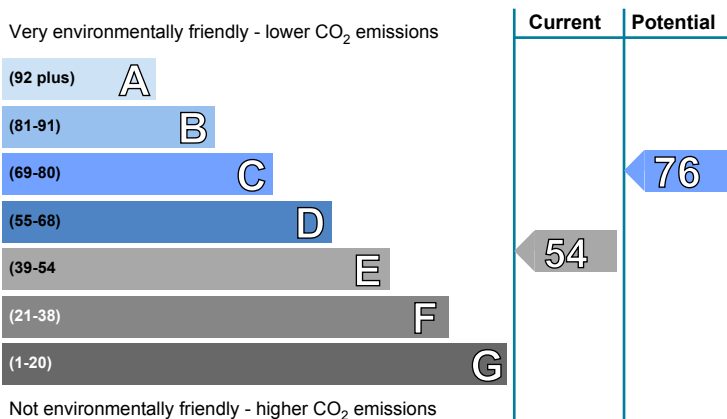 Very environmentally friendly - lower CO2 emissions
Current
Potential
(92 plus) A
(81-91) B
(69-80) C
76
(55-68) D
(39-54 E
54
(21-38) F
(1-20) G
Not environmentally friendly - higher CO2 emissions